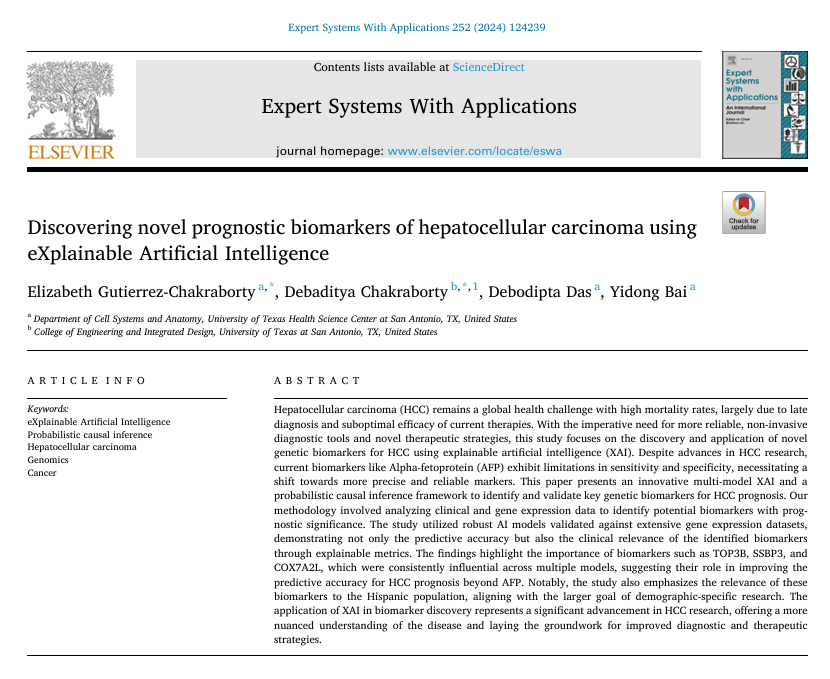 Expert Systems With Applications 252 (2024) 124239
Contents lists available at ScienceDirect
Expert Systems With Applications
journal homepage: www.elsevier.com/locate/eswa
ELSEVIER
Expert
Systems
with
Applications
An International
Journal
Check for
updates
Discovering novel prognostic biomarkers of hepatocellular carcinoma using
eXplainable Artificial Intelligence
Elizabeth Gutierrez-Chakraborty a,*, Debaditya Chakraborty b,*,1, Debodipta Das a, Yidong Bai a
a Department of Cell Systems and Anatomy, University of Texas Health Science Center at San Antonio, TX, United States
b College of Engineering and Integrated Design, University of Texas at San Antonio, TX, United States
ARTICLE INFO
Keywords:
eXplainable Artificial Intelligence
Probabilistic causal inference
Hepatocellular carcinoma
Genomics
Cancer
ABSTRACT
Hepatocellular carcinoma (HCC) remains a global health challenge with high mortality rates, largely due to late
diagnosis and suboptimal efficacy of current therapies. With the imperative need for more reliable, non-invasive
diagnostic tools and novel therapeutic strategies, this study focuses on the discovery and application of novel
genetic biomarkers for HCC using explainable artificial intelligence (XAI). Despite advances in HCC research,
current biomarkers like Alpha-fetoprotein (AFP) exhibit limitations in sensitivity and specificity, necessitating a
shift towards more precise and reliable markers. This paper presents an innovative multi-model XAI and a
probabilistic causal inference framework to identify and validate key genetic biomarkers for HCC prognosis. Our
methodology involved analyzing clinical and gene expression data to identify potential biomarkers with prog-
nostic significance. The study utilized robust AI models validated against extensive gene expression datasets,
demonstrating not only the predictive accuracy but also the clinical relevance of the identified biomarkers
through explainable metrics. The findings highlight the importance of biomarkers such as TOP3B, SSBP3, and
COX7A2L, which were consistently influential across multiple models, suggesting their role in improving the
predictive accuracy for HCC prognosis beyond AFP. Notably, the study also emphasizes the relevance of these
biomarkers to the Hispanic population, aligning with the larger goal of demographic-specific research. The
application of XAI in biomarker discovery represents a significant advancement in HCC research, offering a more
nuanced understanding of the disease and laying the groundwork for improved diagnostic and therapeutic
strategies.